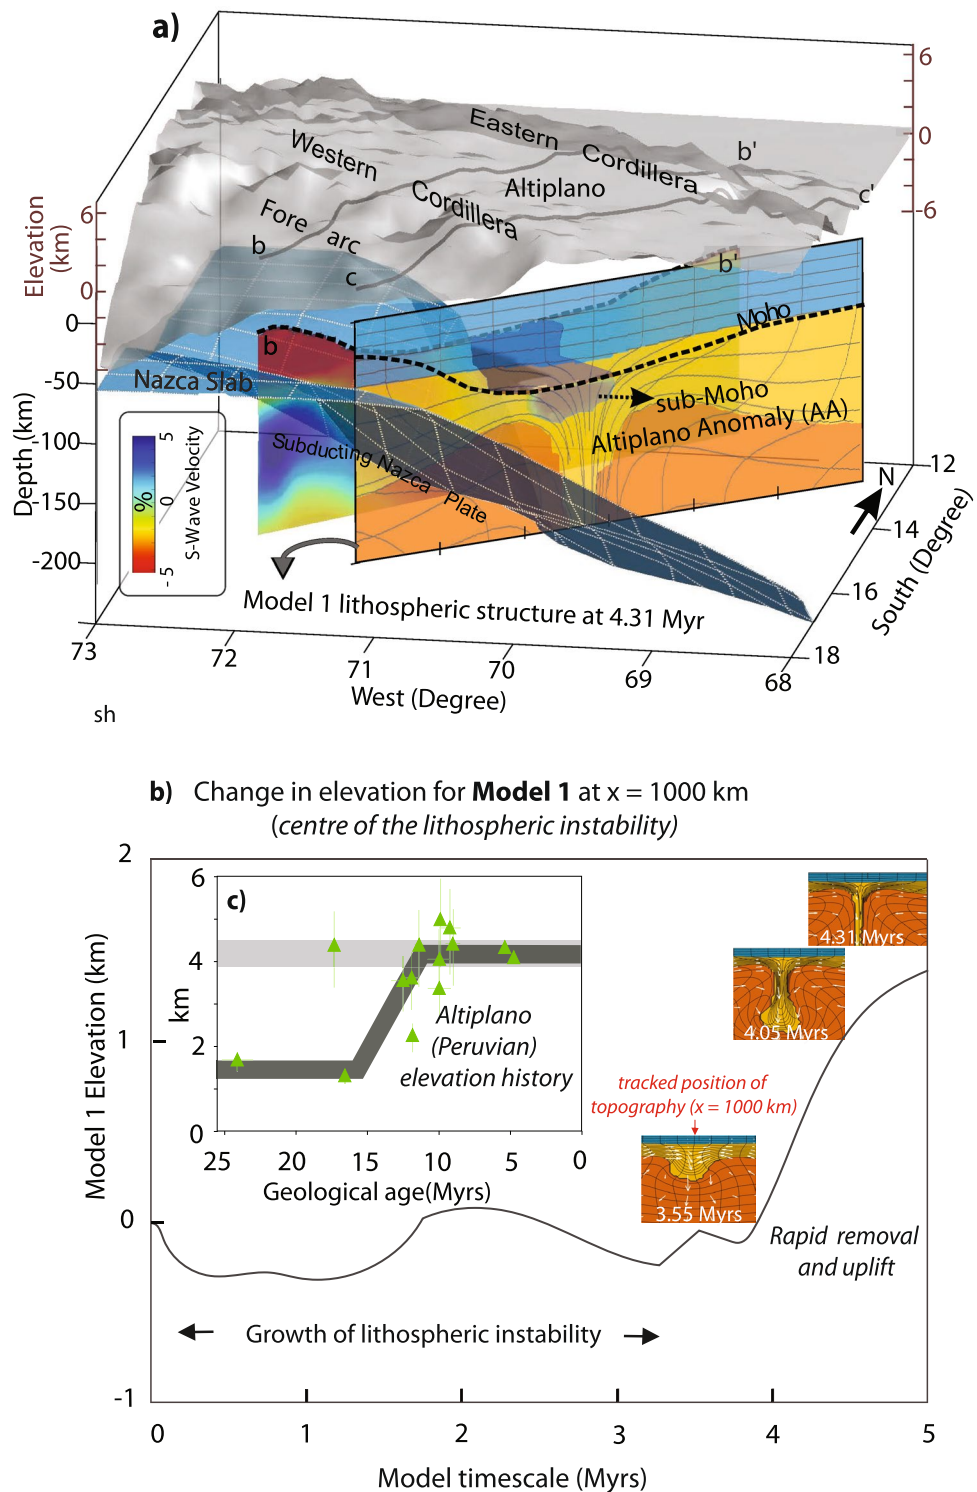 a)
6
0
-6
Eastern Cordillera
b'
Western Cordillera
Altiplano
c'
Fore arc
b
c
Elevation
(km)
6
0
b'
Moho
b
0
-50
-100
-150
-200
Depth (km)
Nazca Slab
sub-Moho
Altiplano Anomaly (AA)
Subducting Nazca Plate
5
0
- 5
%
S-Wave Velocity
N
12
14
16
18
South (Degree)
Model 1 lithospheric structure at 4.31 Myr
73
72
71
70
69
68
West (Degree)
sh
b) Change in elevation for Model 1 at x = 1000 km
(centre of the lithospheric instability)
2
1
0
-1
Model 1 Elevation (km)
c)
6
4
2
0
km
Altiplano
(Peruvian)
elevation history
25
20
15
10
5
0
Geological age(Myrs)
4.31 Myrs
4.05 Myrs
tracked position of
topography (x = 1000 km)
3.55 Myrs
Rapid removal
and uplift
Growth of lithospheric instability
0
1
2
3
4
5
Model timescale (Myrs)